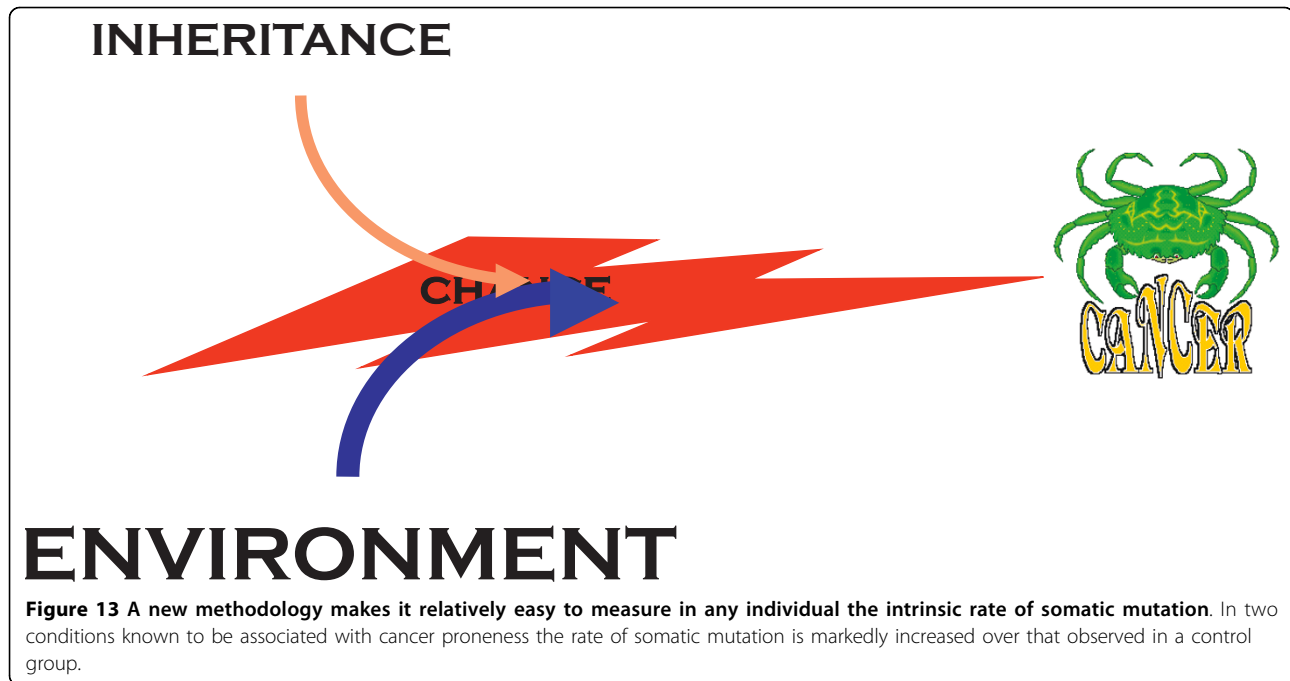 INHERITANCE
CANCER
ENVIRONMENT
Figure 13 A new methodology makes it relatively easy to measure in any individual the intrinsic rate of somatic mutation. In two
conditions known to be associated with cancer proneness the rate of somatic mutation is markedly increased over that observed in a control
group.